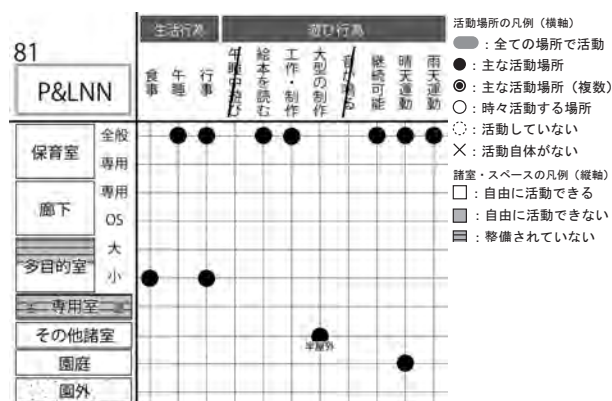 81
P&LNN
生活行為
遊び行為
食事
午睡
行事
午睡中遊び
絵本を読む
工作・制作
大型の制作
音が鳴る
継続可能
晴天運動
雨天運動
保育室
全般
専用
廊下
専用
OS
多目的室
大
小
専用室
その他諸室
半屋外
園庭
園外
活動場所の凡例（横軸）
：全ての場所で活動
：主な活動場所
：主な活動場所（複数）
：時々活動する場所
：活動していない
：活動自体がない
諸室・スペースの凡例（縦軸）
：自由に活動できる
：自由に活動できない
：整備されていない